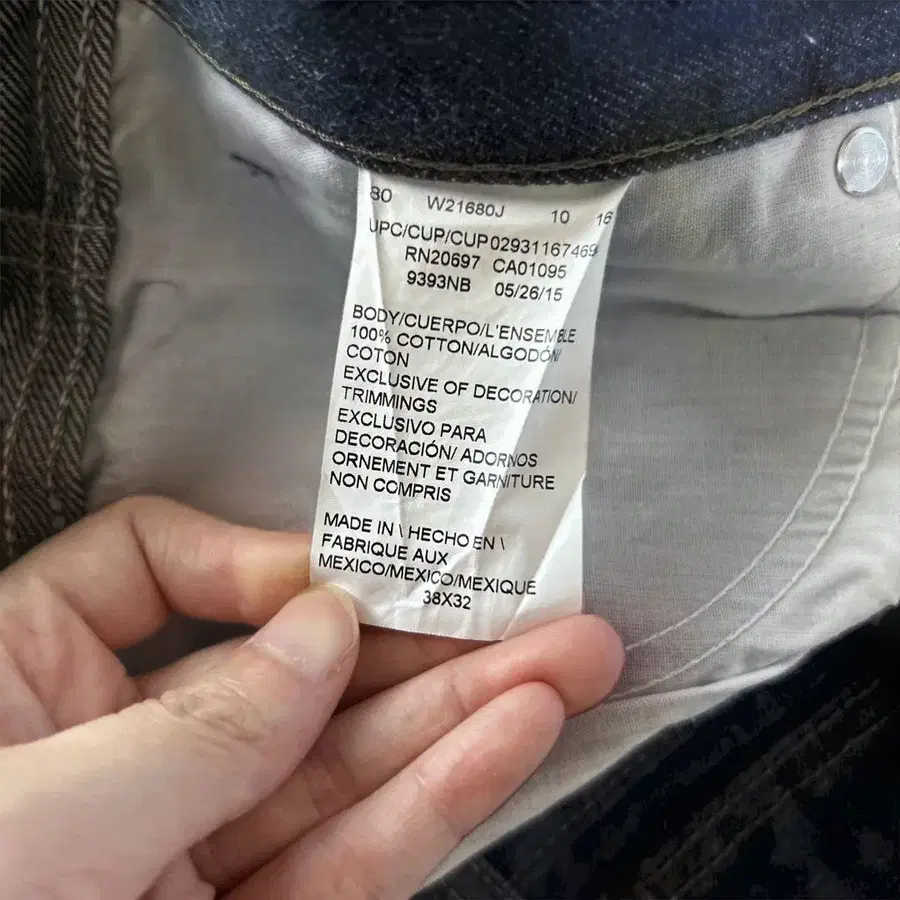 80 W21680J 10 16
UPC/CUP/CUP02931167469
RN20697 CA01095
9393NB 05/26/15
BODY/CUERPO/L'ENSEMBLE
100% COTTON/ALGODÓN/
COTON
EXCLUSIVE OF DECORATION/
TRIMMINGS
EXCLUSIVO PARA
DECORACIÓN/ ADORNOS
ORNEMENT ET GARNITURE
NON COMPRIS
MADE IN \ HECHO EN \
FABRIQUE AUX
MEXICO/MEXICO/MEXIQUE
38X32